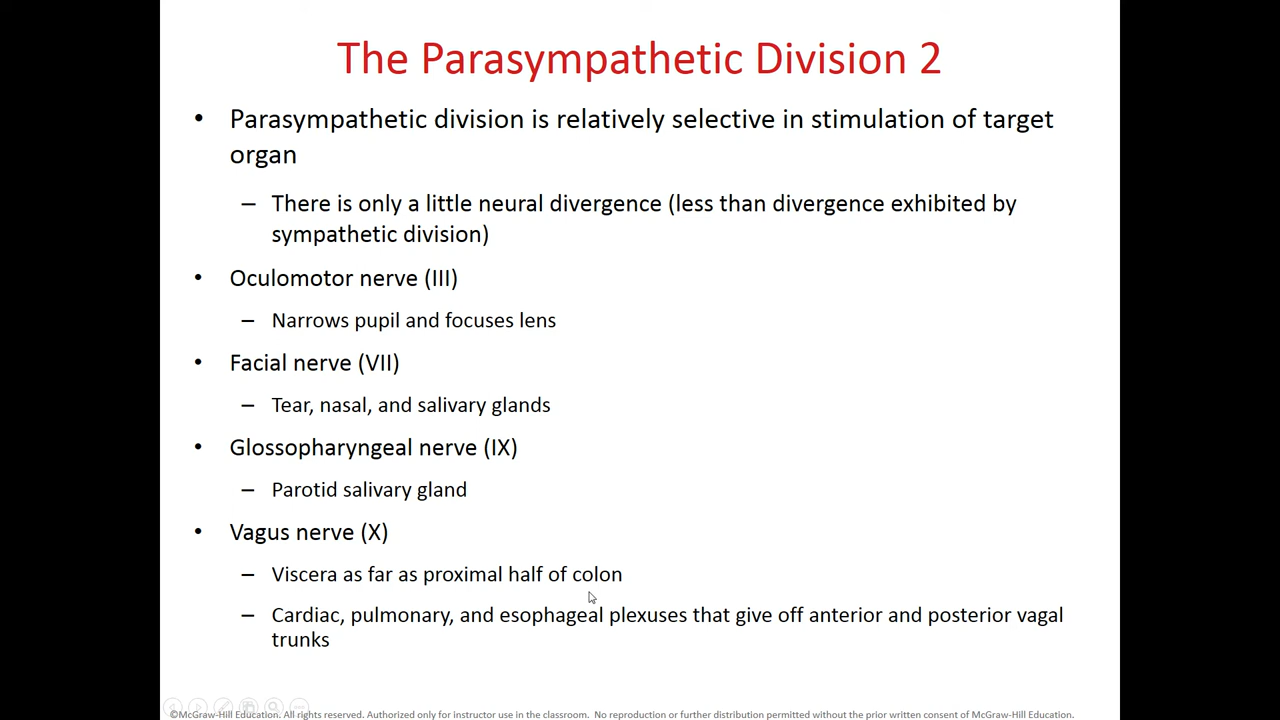 The Parasympathetic Division 2
• Parasympathetic division is relatively selective in stimulation of target
organ
– There is only a little neural divergence (less than divergence exhibited by
sympathetic division)
• Oculomotor nerve (III)
– Narrows pupil and focuses lens
• Facial nerve (VII)
– Tear, nasal, and salivary glands
• Glossopharyngeal nerve (IX)
– Parotid salivary gland
• Vagus nerve (X)
– Viscera as far as proximal half of colon
– Cardiac, pulmonary, and esophageal plexuses that give off anterior and posterior vagal
trunks
©McGraw-Hill Education. All rights reserved. Authorized only for instructor use in the classroom. No reproduction or further distribution permitted without the prior written consent of McGraw-Hill Education.